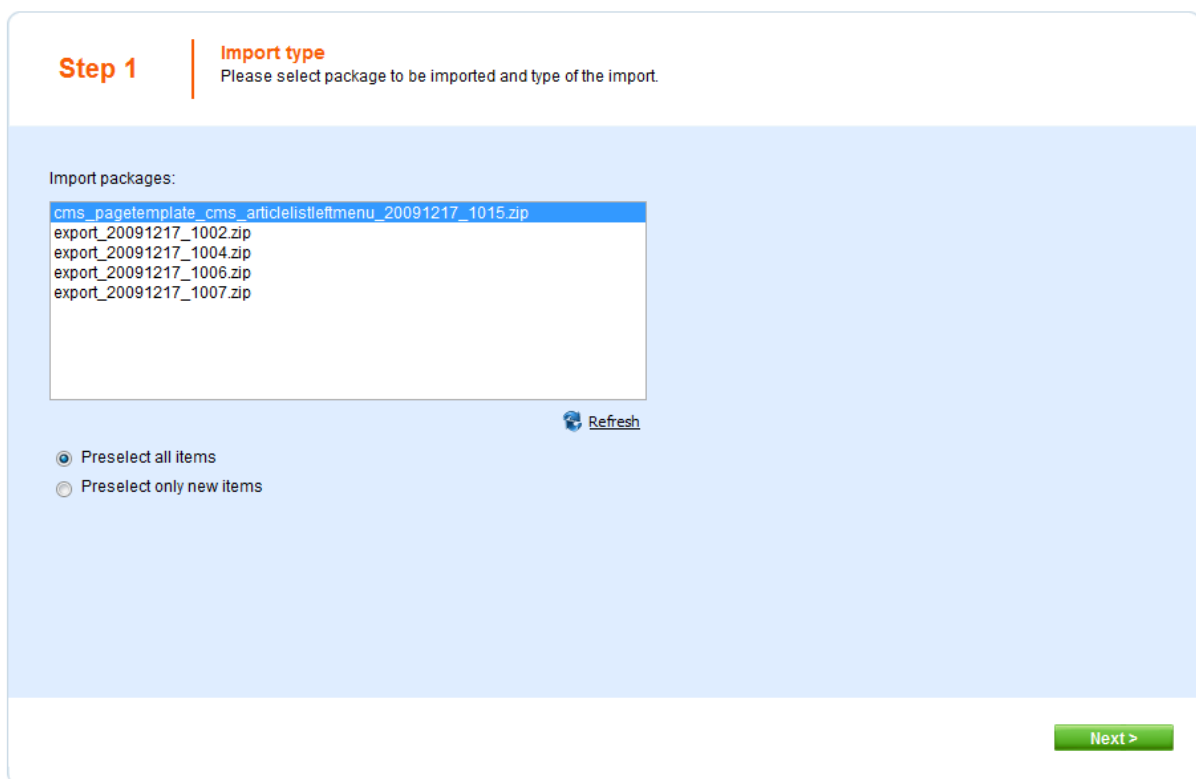 Step 1
Import type
Please select package to be imported and type of the import.
Import packages:
cms_pagetemplate_cms_articlelistleftmenu_20091217_1015.zip
export_20091217_1002.zip
export_20091217_1004.zip
export_20091217_1006.zip
export_20091217_1007.zip
Refresh
Preselect all items
Preselect only new items
Next >